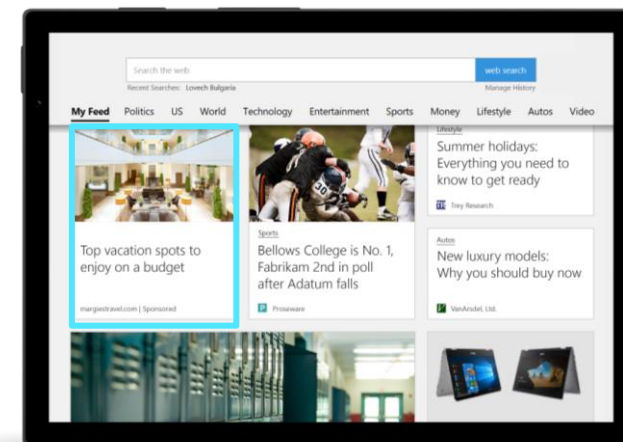 Search the web
web search
Recent Searches: Lovech Bulgaria
Manage History
My Feed Politics US World Technology Entertainment Sports Money Lifestyle Autos Video
Top vacation spots to
enjoy on a budget
margiestravel.com | Sponsored
30
Sports
Bellows College is No. 1,
Fabrikam 2nd in poll
after Adatum falls
Proseware
Lifestyle
Summer holidays:
Everything you need to
know to get ready
TR Trey Research
Autos
New luxury models:
Why you should buy now
VanArsdel, Ltd.